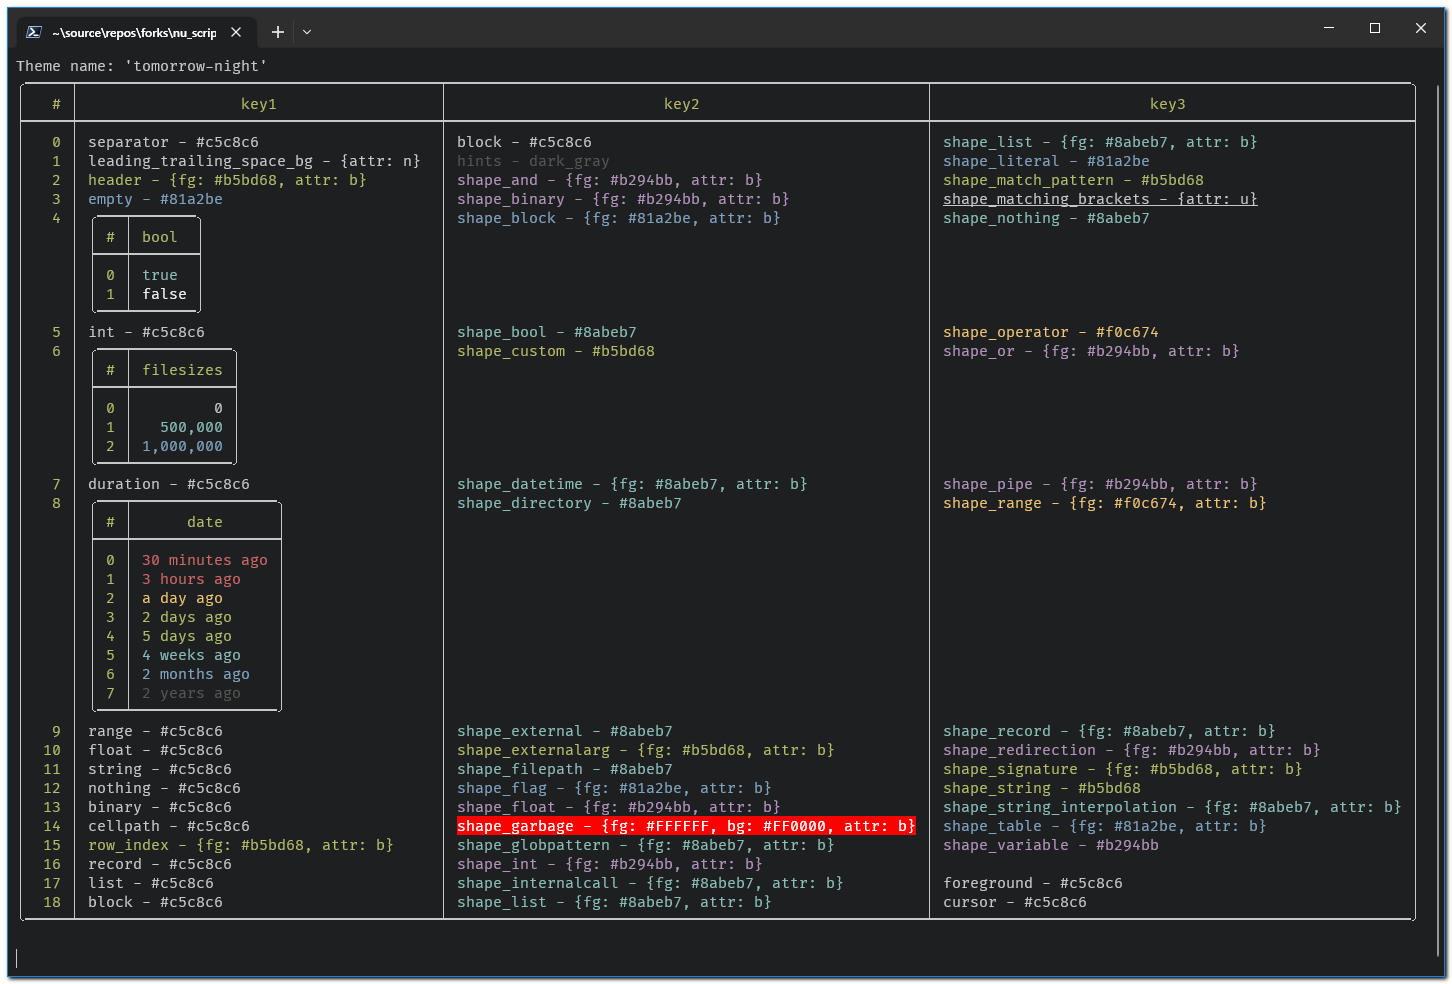 ~\source\repos\forks\nu_scrip
Theme name: 'tomorrow-night'
# key1 key2 key3
0 separator - #c5c8c6 block - #c5c8c6 shape_list - {fg: #8abeb7, attr: b}
1 leading_trailing_space_bg - {attr: n} hints - dark_gray shape_literal - #81a2be
2 header - {fg: #b5bd68, attr: b} shape_and - {fg: #b294bb, attr: b} shape_match_pattern - #b5bd68
3 empty - #81a2be shape_binary - {fg: #b294bb, attr: b} shape_matching_brackets - {attr: u}
4 shape_block - {fg: #81a2be, attr: b} shape_nothing - #8abeb7
# bool
0 true
1 false
5 int - #c5c8c6 shape_bool - #8abeb7 shape_operator - #f0c674
6 shape_custom - #b5bd68 shape_or - {fg: #b294bb, attr: b}
# filesizes
0 0
1 500,000
2 1,000,000
7 duration - #c5c8c6 shape_datetime - {fg: #8abeb7, attr: b} shape_pipe - {fg: #b294bb, attr: b}
8 shape_directory - #8abeb7 shape_range - {fg: #f0c674, attr: b}
# date
0 30 minutes ago
1 3 hours ago
2 a day ago
3 2 days ago
4 5 days ago
5 4 weeks ago
6 2 months ago
7 2 years ago
9 range - #c5c8c6 shape_external - #8abeb7 shape_record - {fg: #8abeb7, attr: b}
10 float - #c5c8c6 shape_externalarg - {fg: #b5bd68, attr: b} shape_redirection - {fg: #b294bb, attr: b}
11 string - #c5c8c6 shape_filepath - #8abeb7 shape_signature - {fg: #b5bd68, attr: b}
12 nothing - #c5c8c6 shape_flag - {fg: #81a2be, attr: b} shape_string - #b5bd68
13 binary - #c5c8c6 shape_float - {fg: #b294bb, attr: b} shape_string_interpolation - {fg: #8abeb7, attr: b}
14 cellpath - #c5c8c6 shape_garbage - {fg: #FFFFFF, bg: #FF0000, attr: b} shape_table - {fg: #81a2be, attr: b}
15 row_index - {fg: #b5bd68, attr: b} shape_globpattern - {fg: #8abeb7, attr: b} shape_variable - #b294bb
16 record - #c5c8c6 shape_int - {fg: #b294bb, attr: b}
17 list - #c5c8c6 shape_internalcall - {fg: #8abeb7, attr: b} foreground - #c5c8c6
18 block - #c5c8c6 shape_list - {fg: #8abeb7, attr: b} cursor - #c5c8c6